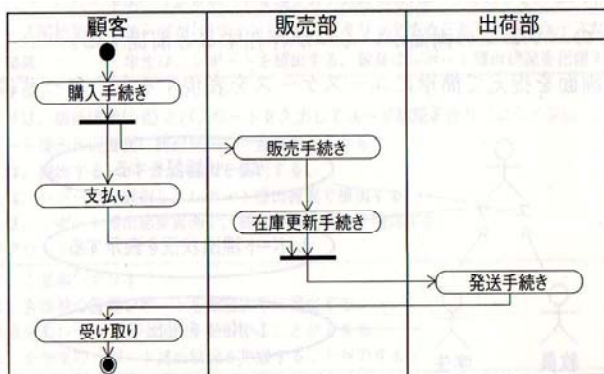 顧客
販売部
出荷部
購入手続き
販売手続き
支払い
在庫更新手続き
発送手続き
受け取り